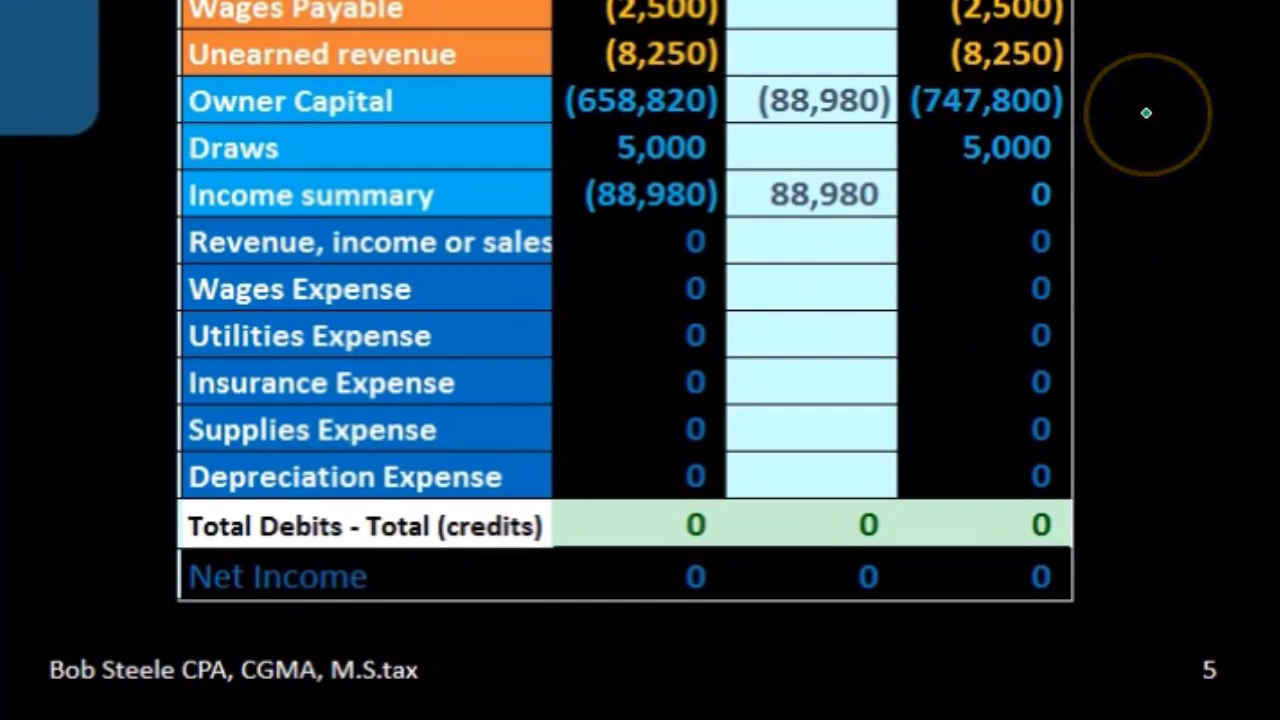 Wages Payable (2,500) (2,500)
Unearned revenue (8,250) (8,250)
Owner Capital (658,820) (88,980) (747,800)
Draws 5,000 5,000
Income summary (88,980) 88,980 0
Revenue, income or sales 0 0
Wages Expense 0 0
Utilities Expense 0 0
Insurance Expense 0 0
Supplies Expense 0 0
Depreciation Expense 0 0
Total Debits - Total (credits) 0 0 0
Net Income 0 0 0
Bob Steele CPA, CGMA, M.S.tax 5